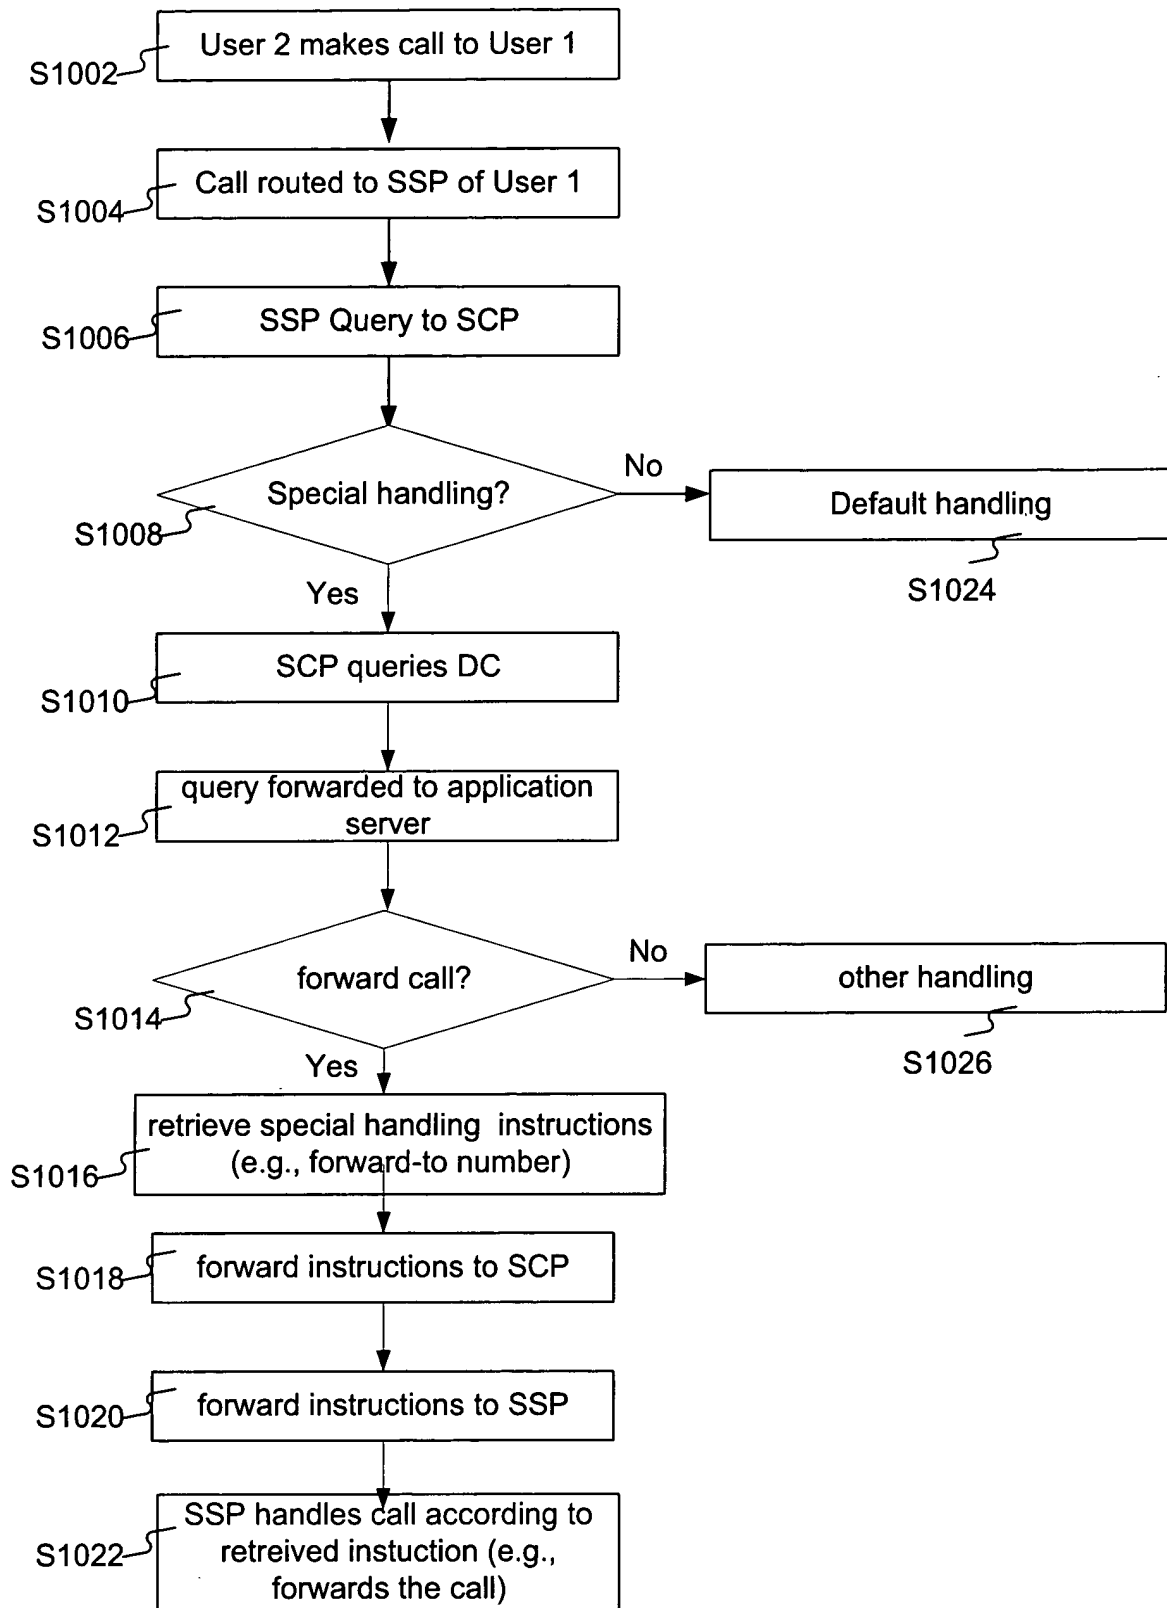 User 2 makes call to User 1
S1002
Call routed to SSP of User 1
S1004
SSP Query to SCP
S1006
Special handling?
S1008
No
Default handling
S1024
Yes
SCP queries DC
S1010
query forwarded to application
server
S1012
forward call?
S1014
No
other handling
S1026
Yes
retrieve special handling instructions
(e.g., forward-to number)
S1016
forward instructions to SCP
S1018
forward instructions to SSP
S1020
SSP handles call according to
retreived instuction (e.g.,
forwards the call)
S1022